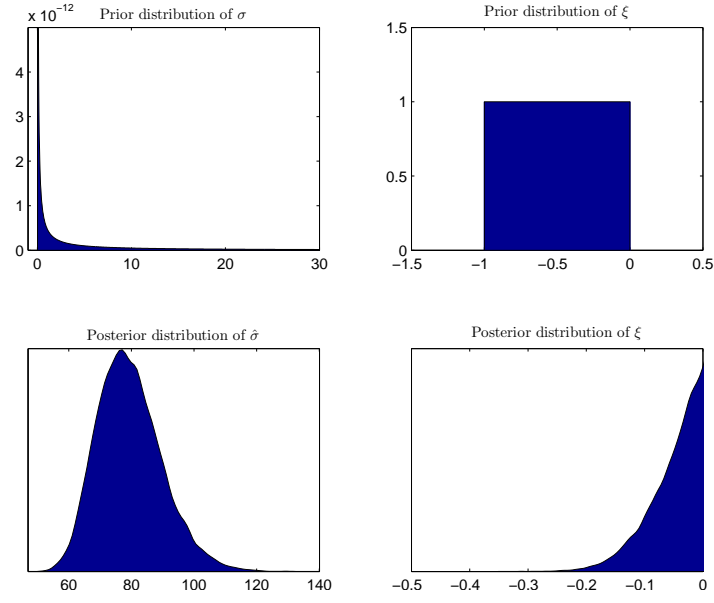 x 10⁻¹² Prior distribution of σ
4
3
2
1
0
0 10 20 30
Prior distribution of ξ
1.5
1
0.5
0
−1.5 −1 −0.5 0 0.5
Posterior distribution of σ̂
60 80 100 120 140
Posterior distribution of ξ
−0.5 −0.4 −0.3 −0.2 −0.1 0